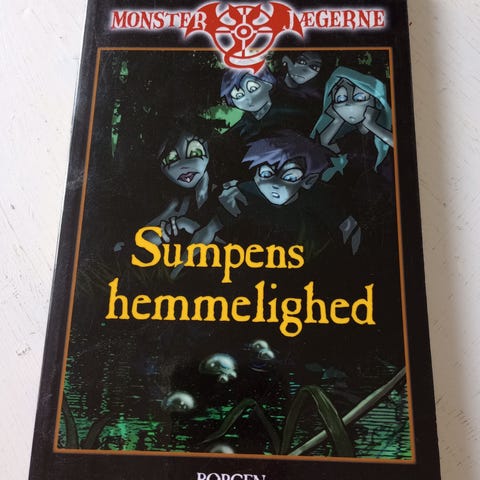 MONSTER JÆGERNE
Sumpens
hemmelighed
BORGEN